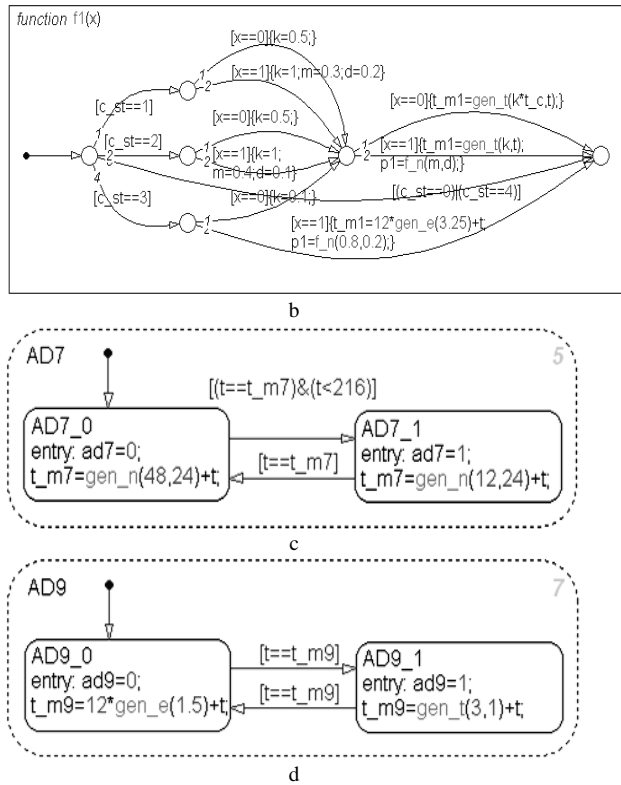 function f1(x)
[x==0]{k=0.5;}
[x==1]{k=1;m=0.3;d=0.2}
[x==0]{t_m1=gen_t(k*t_c,t);}
[c_st==1]
[x==0]{k=0.5;}
[c_st==2]
[x==1]{k=1;
m=0.4;d=0.1}
[x==1]{t_m1=gen_t(k,t);
p1=f_n(m,d);}
[c_st==3]
[x==0]{k=0.1;}
[(c_st==0)|(c_st==4)]
[x==1]{t_m1=12*gen_e(3.25)+t;
p1=f_n(0.8,0.2);}
1
2
1
2
1
2
4
1
2
1
2
b
AD7
5
[(t==t_m7)&(t<216)]
AD7_0
entry: ad7=0;
t_m7=gen_n(48,24)+t;
[t==t_m7]
AD7_1
entry: ad7=1;
t_m7=gen_n(12,24)+t;
c
AD9
7
[t==t_m9]
AD9_0
entry: ad9=0;
t_m9=12*gen_e(1.5)+t;
[t==t_m9]
AD9_1
entry: ad9=1;
t_m9=gen_t(3,1)+t;
d